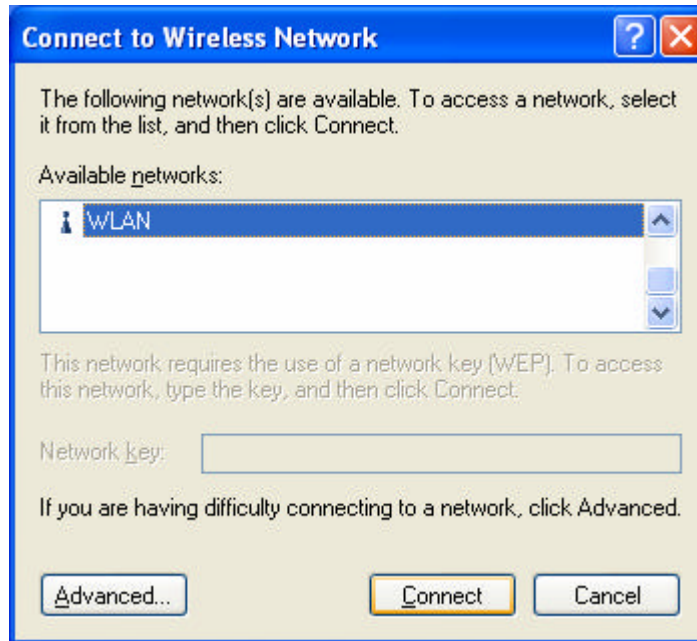 Connect to Wireless Network
The following network(s) are available. To access a network, select
it from the list, and then click Connect.
Available networks:
WLAN
This network requires the use of a network key (WEP). To access
this network, type the key, and then click Connect.
Network key:
If you are having difficulty connecting to a network, click Advanced.
Advanced... Connect Cancel